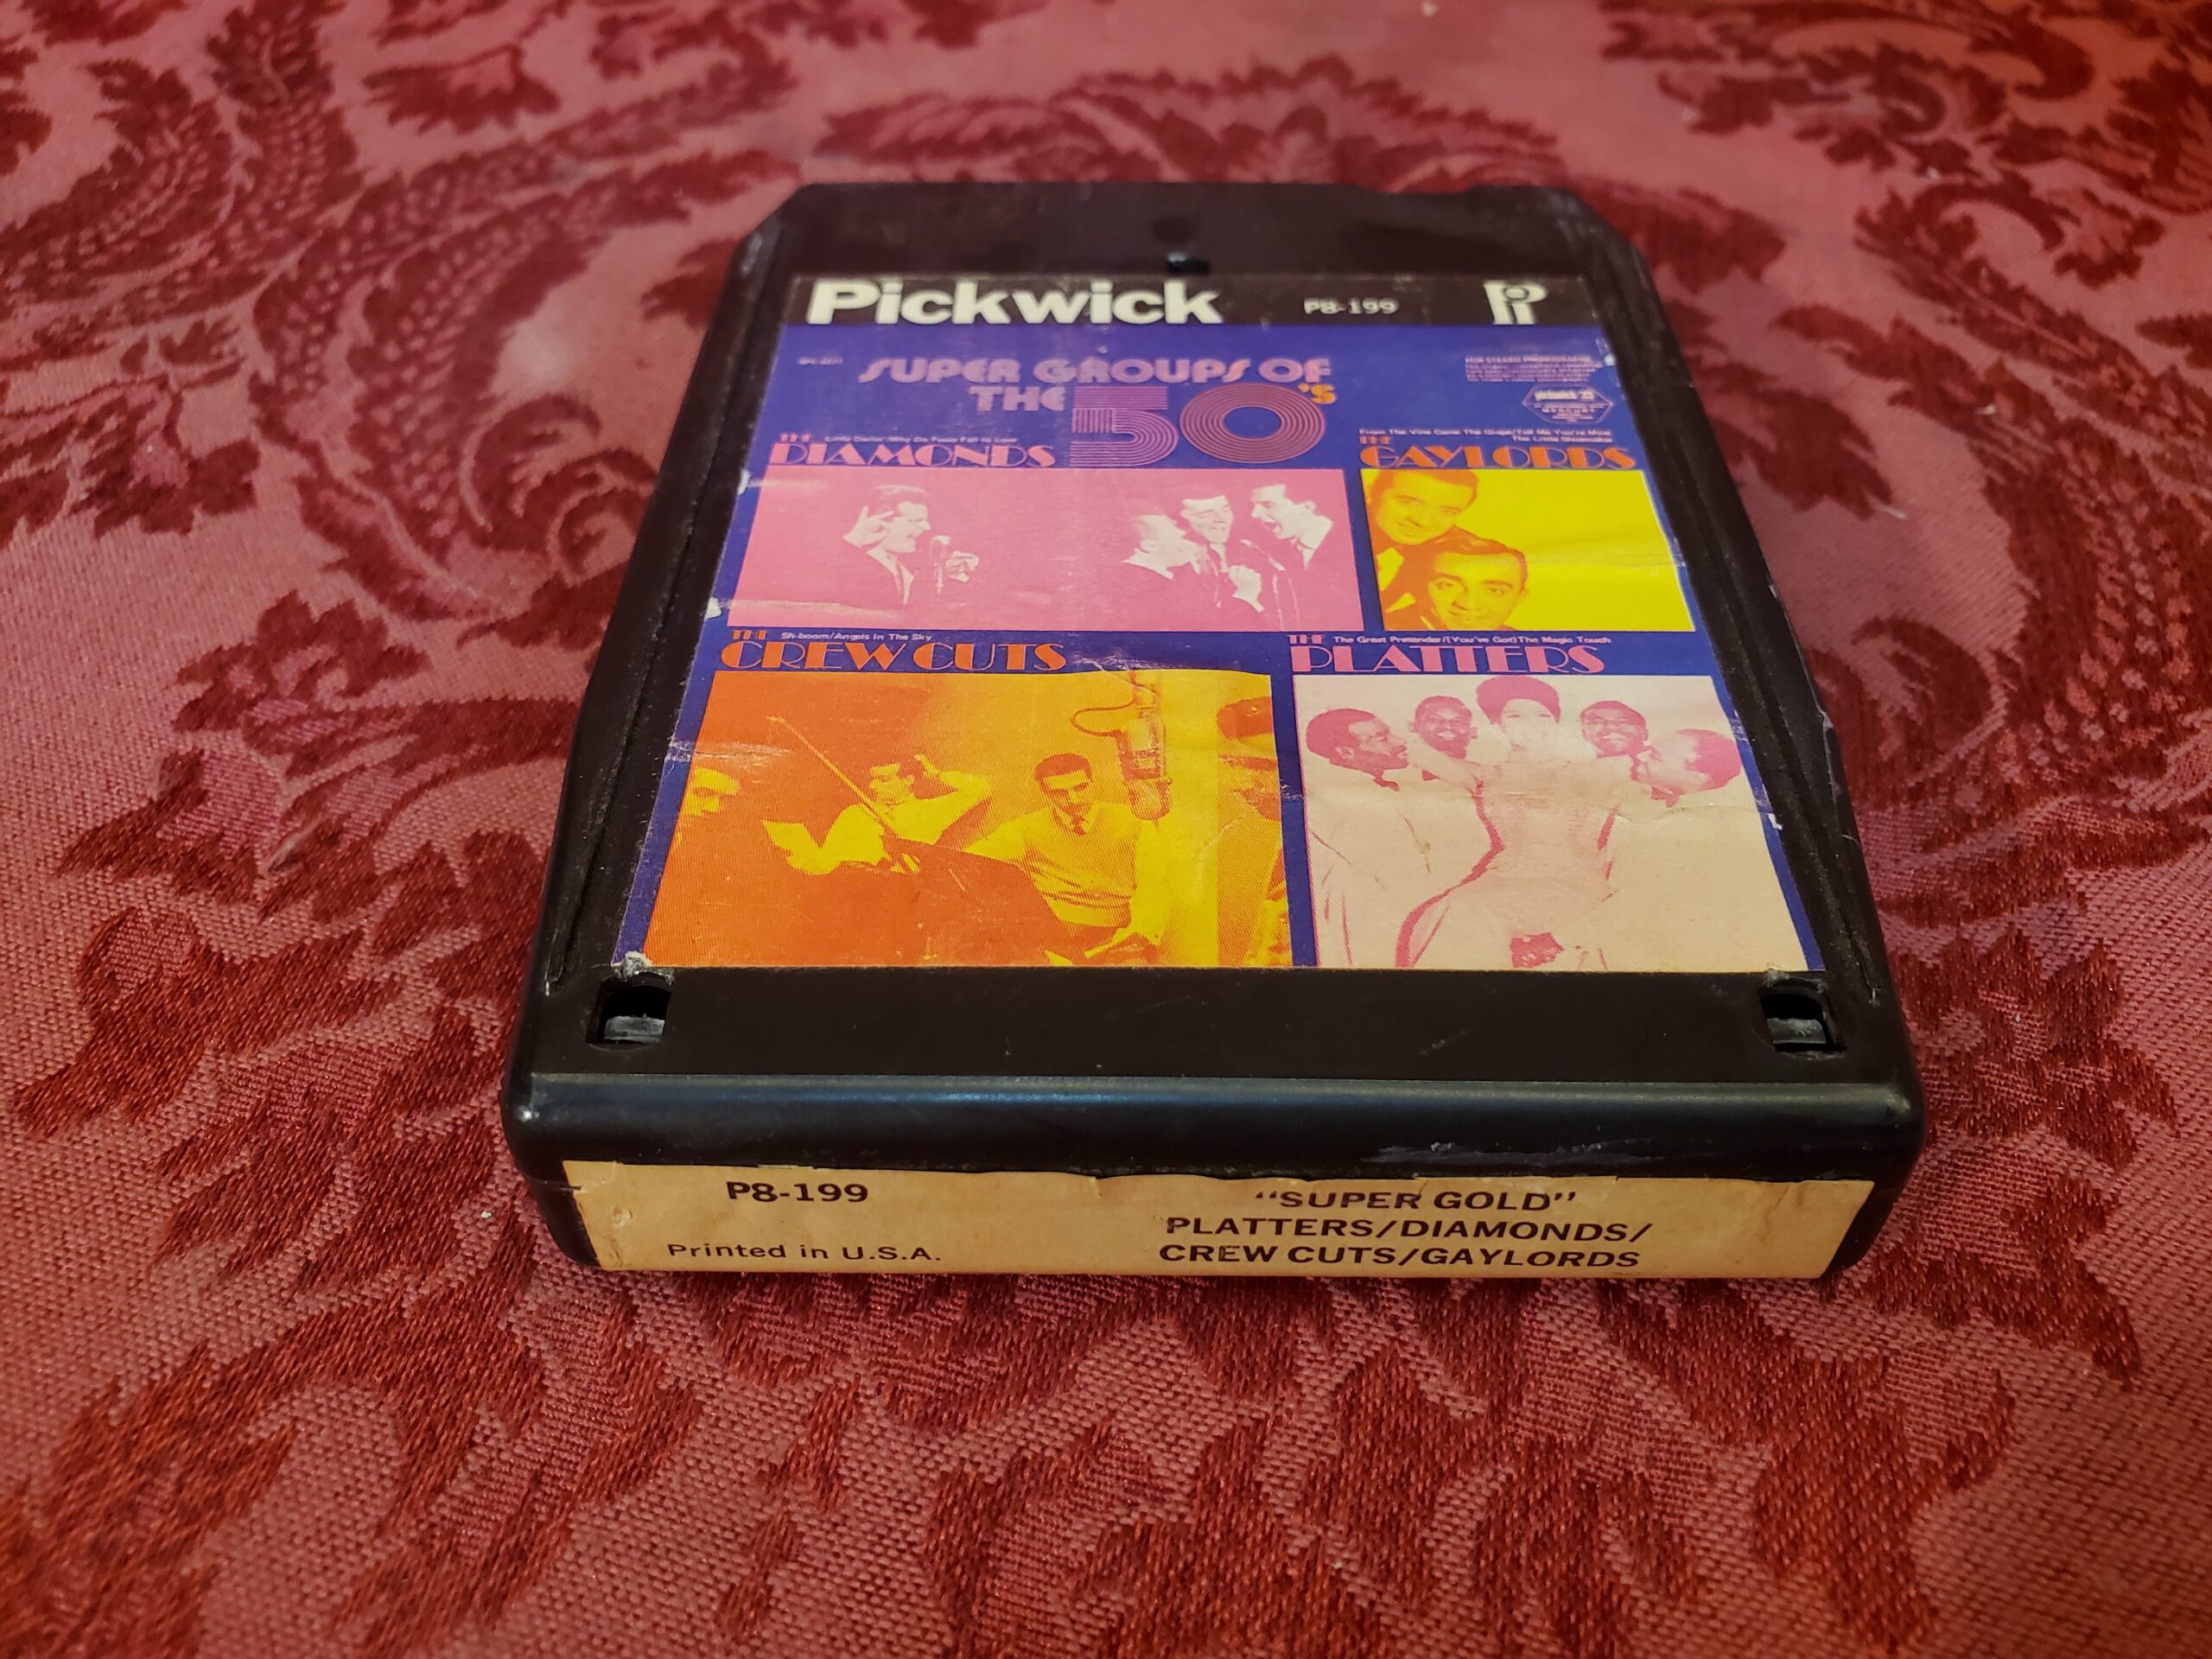 Pickwick P8-199
SUPER GROUPS OF
THE 50'S
THE Little Darlin'/Why Do Fools Fall In Love
DIAMONDS
From The Vine Came The Grape/Tell Me You're Mine
THE The Little Shoemaker
GAYLORDS
THE Sh-boom/Angels In The Sky
CREW CUTS
THE The Great Pretender/(You've Got)The Magic Touch
PLATTERS
P8-199
Printed in U.S.A.
"SUPER GOLD"
PLATTERS/DIAMONDS/
CREW CUTS/GAYLORDS